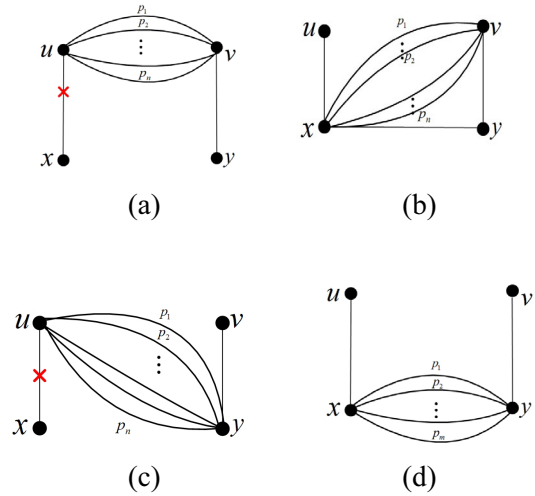 p₁
p₂
u v
pₙ
x y
(a)
u v
p₁
p₂
pₙ
x y
(b)
u v
p₁
p₂
pₙ
x y
(c)
u v
p₁
p₂
x y
pₘ
(d)